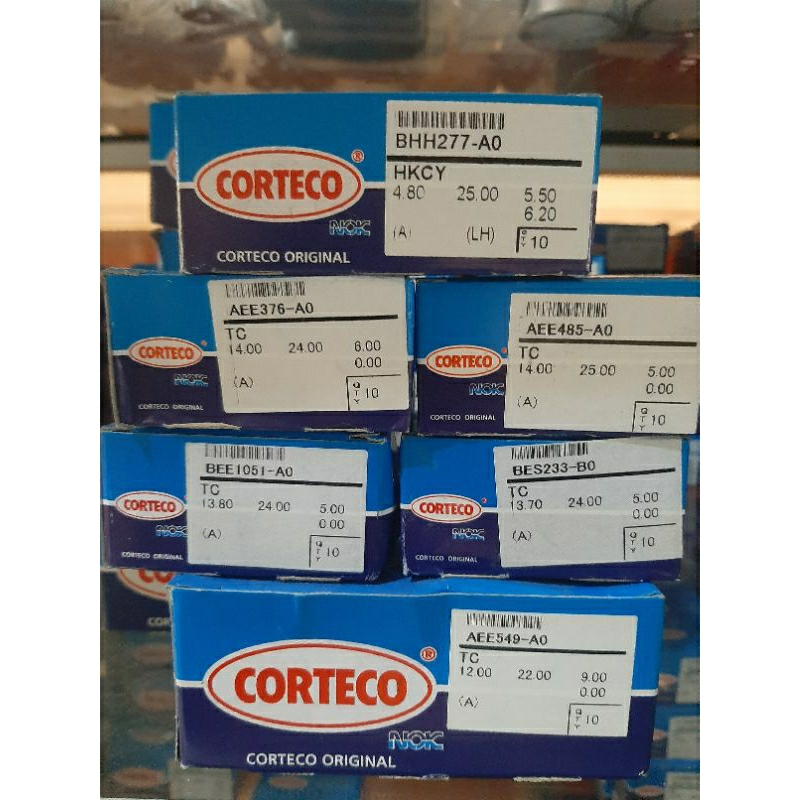 BHH277-A0
HKCY
4.80 25.00 5.50
6.20
(A) (LH) QTY 10
CORTECO ®
NOK
CORTECO ORIGINAL
AEE376-A0
TC
14.00 24.00 8.00
0.00
(A) QTY 10
CORTECO
NOK
CORTECO ORIGINAL
AEE485-A0
TC
14.00 25.00 5.00
0.00
(A) QTY 10
CORTECO
NOK
CORTECO ORIGINAL
BEE1051-A0
TC
13.80 24.00 5.00
0.00
(A) QTY 10
CORTECO
NOK
CORTECO ORIGINAL
BES233-B0
TC
13.70 24.00 5.00
0.00
(A) QTY 10
CORTECO
NOK
CORTECO ORIGINAL
AEE549-A0
TC
12.00 22.00 9.00
0.00
(A) QTY 10
CORTECO ®
NOK
CORTECO ORIGINAL